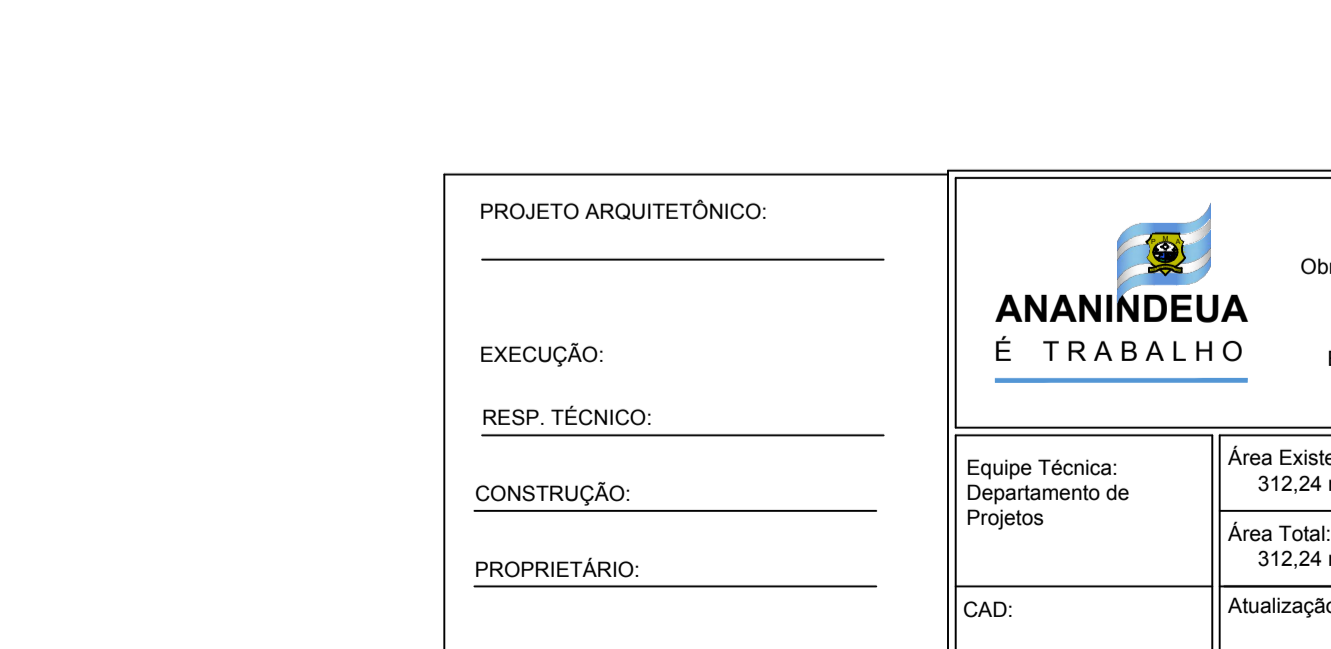 PROJETO ARQUITETÔNICO:
EXECUÇÃO:
RESP. TÉCNICO:
CONSTRUÇÃO:
PROPRIETÁRIO:
P M A
ANANINDEUA
É TRABALHO
Equipe Técnica:
Departamento de
Projetos
CAD:
Área
312,24
Área Total:
312,24